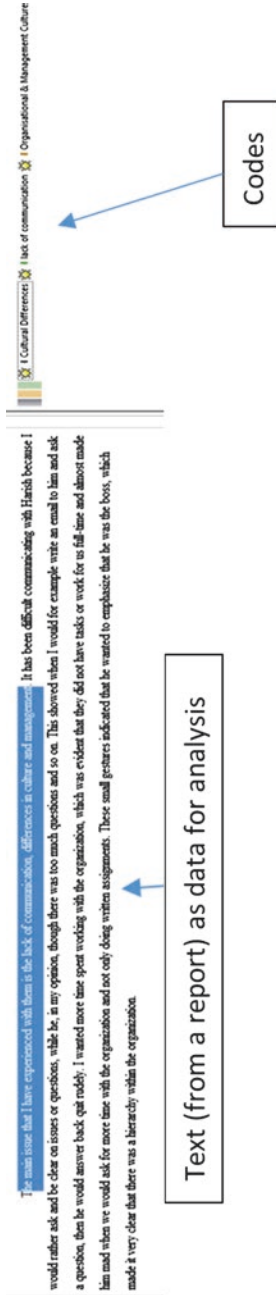 The main issue that I have experienced with them is the lack of communication, differences in culture and management. It has been difficult communicating with Harish because I
would rather ask and be clear on issues or questions, while he, in my opinion, though there was too much questions and so on. This showed when I would for example write an email to him and ask
a question, then he would answer back quit rudely. I wanted more time spent working with the organization, which was evident that they did not have tasks or work for us full-time and almost made
him mad when we would ask for more time with the organization and not only doing written assignments. These small gestures indicated that he wanted to emphasize that he was the boss, which
made it very clear that there was a hierarchy within the organization.
Cultural Differences lack of communication Organisational & Management Culture
Text (from a report) as data for analysis
Codes